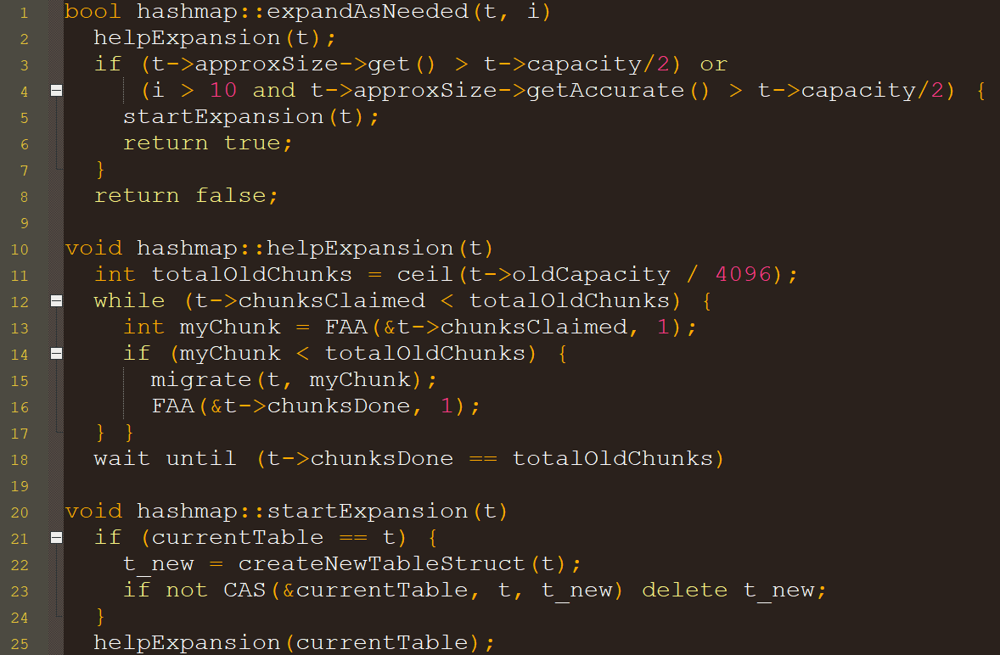 1 bool hashmap::expandAsNeeded(t, i)
2   helpExpansion(t);
3   if (t->approxSize->get() > t->capacity/2) or
4      (i > 10 and t->approxSize->getAccurate() > t->capacity/2) {
5     startExpansion(t);
6     return true;
7   }
8   return false;
9
10 void hashmap::helpExpansion(t)
11   int totalOldChunks = ceil(t->oldCapacity / 4096);
12   while (t->chunksClaimed < totalOldChunks) {
13     int myChunk = FAA(&t->chunksClaimed, 1);
14     if (myChunk < totalOldChunks) {
15       migrate(t, myChunk);
16       FAA(&t->chunksDone, 1);
17   } }
18   wait until (t->chunksDone == totalOldChunks)
19
20 void hashmap::startExpansion(t)
21   if (currentTable == t) {
22     t_new = createNewTableStruct(t);
23     if not CAS(&currentTable, t, t_new) delete t_new;
24   }
25   helpExpansion(currentTable);